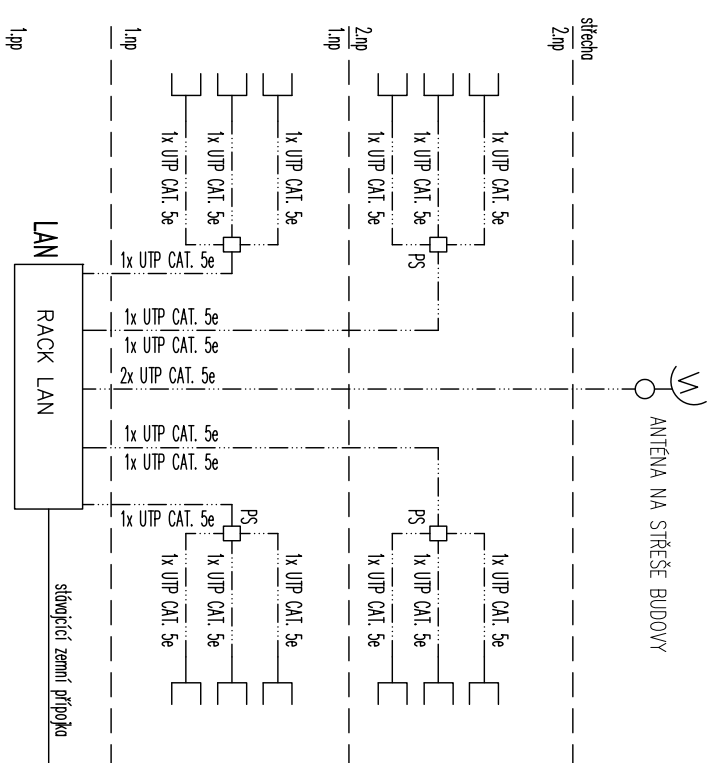 střecha
2.np
2.np
1.np
1.np
1.pp
ANTÉNA NA STŘEŠE BUDOVY
1x UTP CAT. 5e
1x UTP CAT. 5e
1x UTP CAT. 5e
PS
1x UTP CAT. 5e
1x UTP CAT. 5e
1x UTP CAT. 5e
PS
1x UTP CAT. 5e
1x UTP CAT. 5e
1x UTP CAT. 5e
1x UTP CAT. 5e
1x UTP CAT. 5e
1x UTP CAT. 5e
PS
1x UTP CAT. 5e
1x UTP CAT. 5e
1x UTP CAT. 5e
2x UTP CAT. 5e
1x UTP CAT. 5e
1x UTP CAT. 5e
1x UTP CAT. 5e
LAN
RACK LAN
stávající zemní přípojka